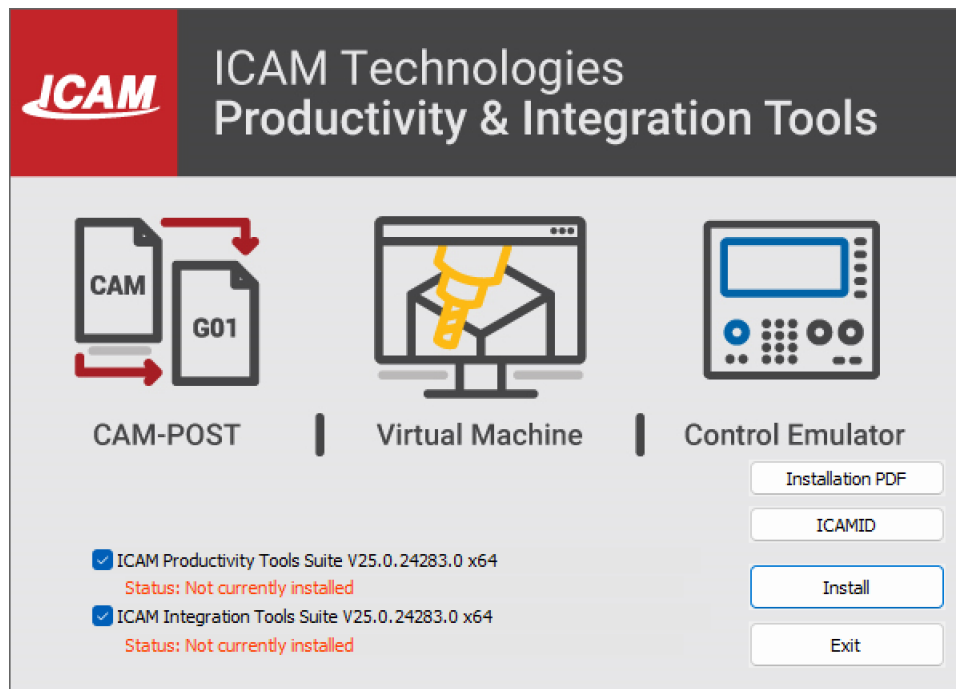 ICAM
ICAM Technologies
Productivity & Integration Tools
CAM
G01
CAM-POST
Virtual Machine
Control Emulator
Installation PDF
ICAMID
ICAM Productivity Tools Suite V25.0.24283.0 x64
Status: Not currently installed
Install
ICAM Integration Tools Suite V25.0.24283.0 x64
Status: Not currently installed
Exit